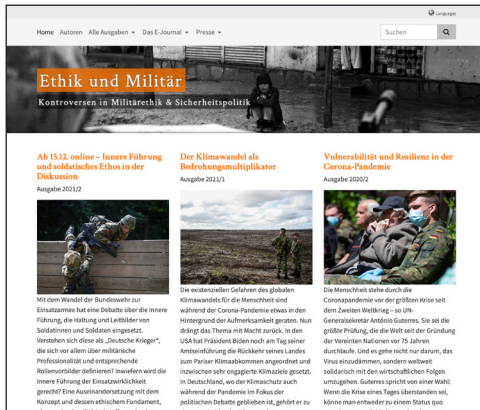 Languages
Home Autoren Alle Ausgaben Das E-Journal Presse
Suchen
Ethik und Militär
Kontroversen in Militärethik & Sicherheitspolitik
Ab 15.12. online – Innere Führung
und soldatisches Ethos in der
Diskussion
Ausgabe 2021/2
Mit dem Wandel der Bundeswehr zur
Einsatzarmee hat eine Debatte über die Innere
Führung, die Haltung und Leitbilder von
Soldatinnen und Soldaten eingesetzt.
Verstehen sich diese als „Deutsche Krieger“,
die sich vor allem über militärische
Professionalität und entsprechende
Rollenvorbilder definieren? Inwiefern wird die
Innere Führung der Einsatzwirklichkeit
gerecht? Eine Auseinandersetzung mit dem
Konzept und dessen ethischem Fundament,
Der Klimawandel als
Bedrohungsmultiplikator
Ausgabe 2021/1
Die existenziellen Gefahren des globalen
Klimawandels für die Menschheit sind
während der Corona-Pandemie etwas in den
Hintergrund der Aufmerksamkeit geraten. Nun
drängt das Thema mit Macht zurück. In den
USA hat Präsident Biden noch am Tag seiner
Amtseinführung die Rückkehr seines Landes
zum Pariser Klimaabkommen angeordnet und
inzwischen sehr engagierte Klimaziele gesetzt.
In Deutschland, wo der Klimaschutz auch
während der Pandemie im Fokus der
politischen Debatte geblieben ist, gehört er zu
Vulnerabilität und Resilienz in der
Corona-Pandemie
Ausgabe 2020/2
Die Menschheit stehe durch die
Coronapandemie vor der größten Krise seit
dem Zweiten Weltkrieg – so UN-
Generalsekretär António Guterres. Sie sei die
größte Prüfung, die die Welt seit der Gründung
der Vereinten Nationen vor 75 Jahren
durchlaufe. Und es gehe nicht nur darum, das
Virus einzudämmen, sondern weltweit
solidarisch mit den wirtschaftlichen Folgen
umzugehen. Guterres spricht von einer Wahl:
Wenn die Krise eines Tages überstanden sei,
könne man entweder zu einem Status quo